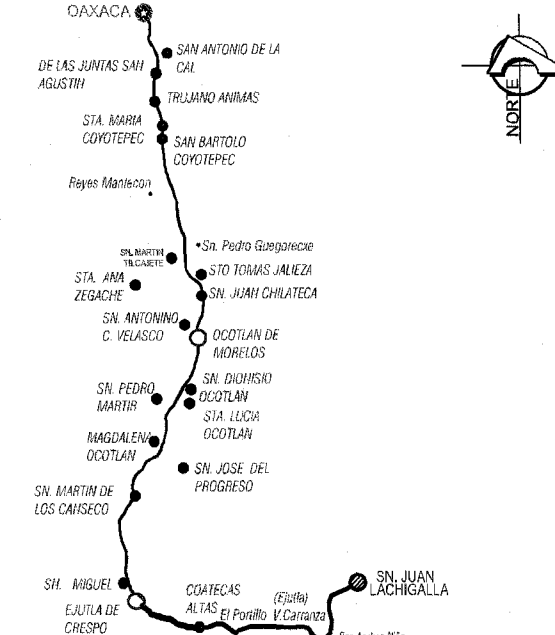 OAXACA
SAN ANTONIO DE LA
CAL
DE LAS JUNTAS SAN
AGUSTIN
TRUJANO ANIMAS
STA. MARIA
COYOTEPEC
SAN BARTOLO
COYOTEPEC
NORTE
Reyes Mantecon
Sn. Pedro Guegorecxe
SN. MARTIN
TILCAJETE
STO TOMAS JALIEZA
STA. ANA
ZEGACHE
SN. JUAN CHILATECA
SN. ANTONINO
C. VELASCO
OCOTLAN DE
MORELOS
SN. DIONISIO
OCOTLAN
SN. PEDRO
MARTIR
STA. LUCIA
OCOTLAN
MAGDALENA
OCOTLAN
SN. JOSE DEL
PROGRESO
SN. MARTIN DE
LOS CANSECO
SN. MIGUEL
EJUTLA DE
CRESPO
COATECAS
ALTAS
El Portillo
(Ejutla)
V. Carranza
SN. JUAN
LACHIGALLA